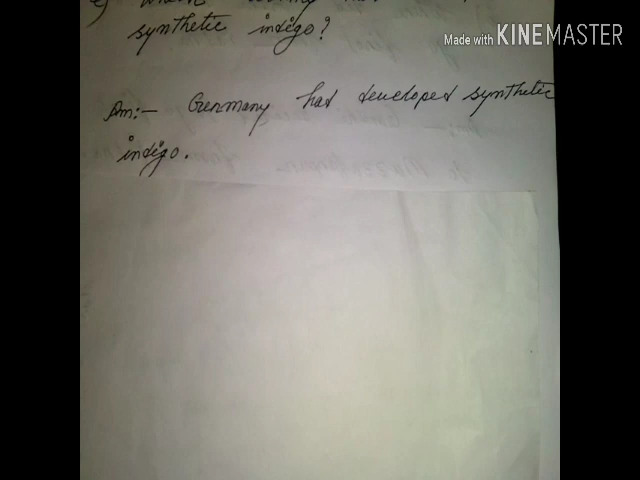 synthetic indigo?
Made with KINEMASTER
Ans:- Germany had developed synthetic
indigo.